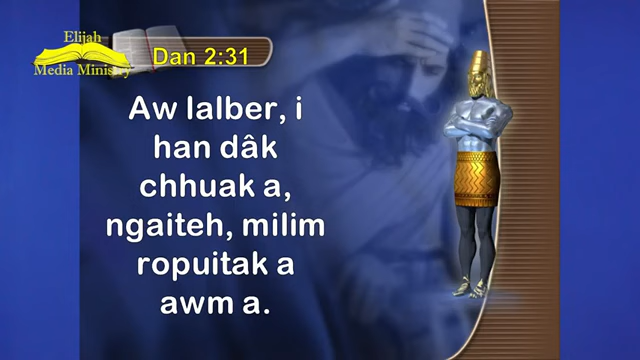 Elijah
Media Ministry
Dan 2:31
Aw lalber, i
han dâk
chhuak a,
ngaiteh, milim
ropuitak a
awm a.